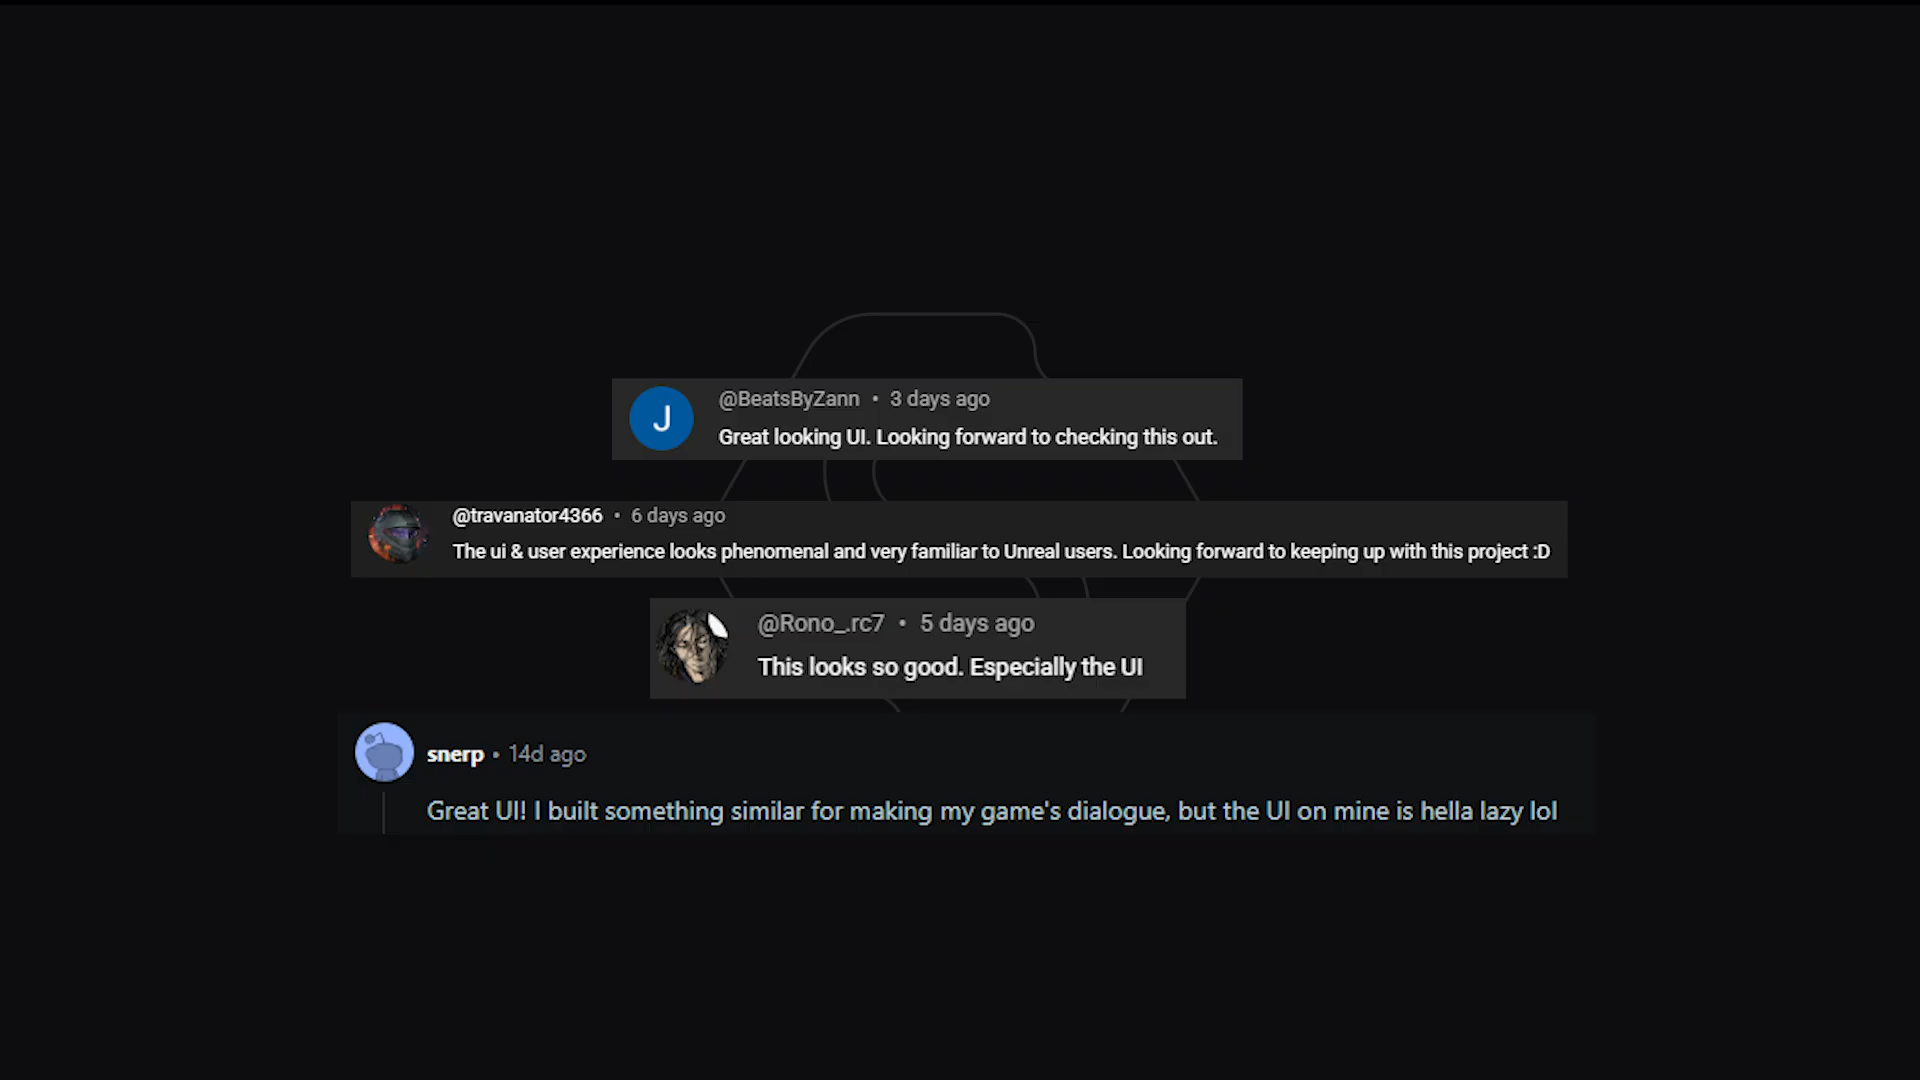 J
@BeatsByZann • 3 days ago
Great looking UI. Looking forward to checking this out.
@travanator4366 • 6 days ago
The ui & user experience looks phenomenal and very familiar to Unreal users. Looking forward to keeping up with this project :D
@Rono_.rc7 • 5 days ago
This looks so good. Especially the UI
snerp • 14d ago
Great UI! I built something similar for making my game's dialogue, but the UI on mine is hella lazy lol